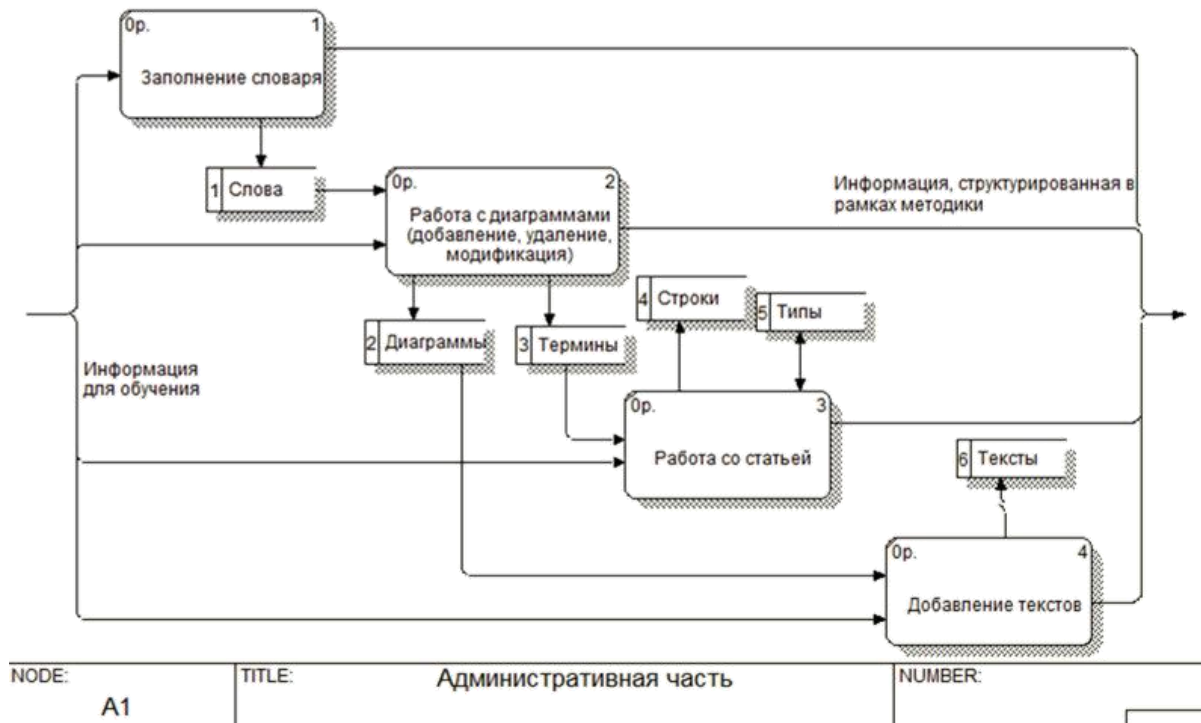 0р. 1
Заполнение словаря
1 Слова
0р. 2
Работа с диаграммами
(добавление, удаление,
модификация)
Информация, структурированная в
рамках методики
4 Строки
5 Типы
2 Диаграммы
3 Термины
Информация
для обучения
0р. 3
Работа со статьей
6 Тексты
0р. 4
Добавление текстов
NODE:
A1
TITLE:
Административная часть
NUMBER: